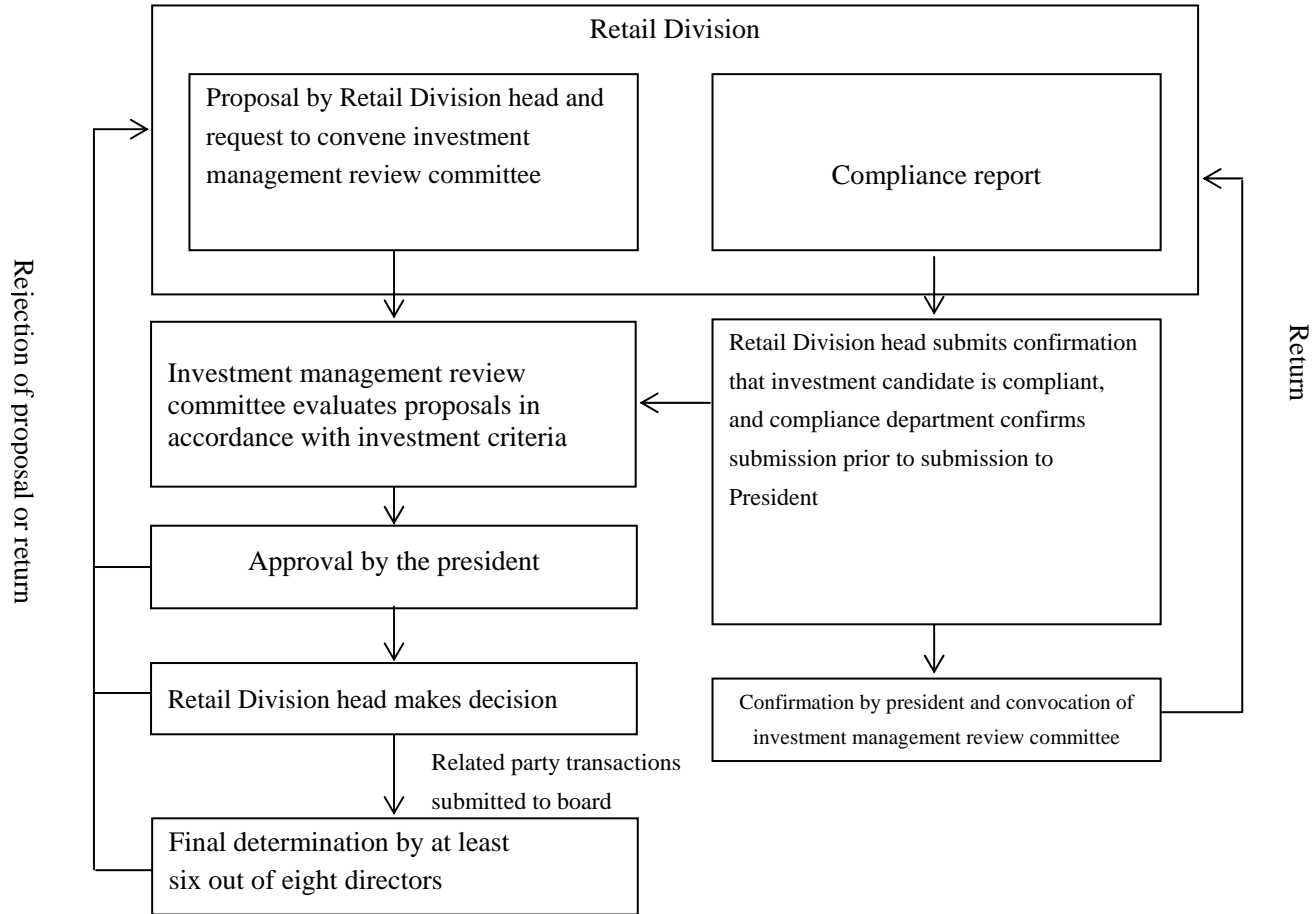 Retail Division
Proposal by Retail Division head and
request to convene investment
management review committee
Compliance report
Rejection of proposal or return
Return
Investment management review
committee evaluates proposals in
accordance with investment criteria
Retail Division head submits confirmation
that investment candidate is compliant,
and compliance department confirms
submission prior to submission to
President
Approval by the president
Retail Division head makes decision
Confirmation by president and convocation of
investment management review committee
Related party transactions
submitted to board
Final determination by at least
six out of eight directors